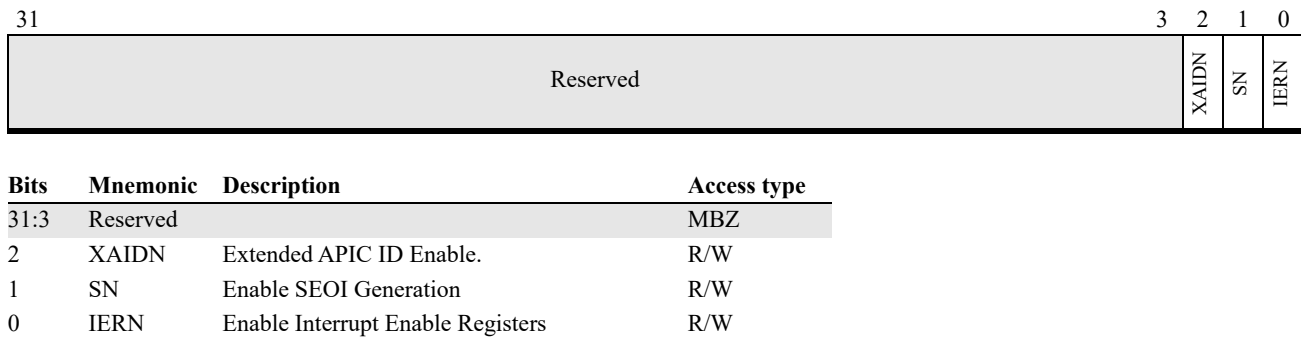 31 3 2 1 0
Reserved XAIDN SN IERN
Bits Mnemonic Description Access type
31:3 Reserved MBZ
2 XAIDN Extended APIC ID Enable. R/W
1 SN Enable SEOI Generation R/W
0 IERN Enable Interrupt Enable Registers R/W